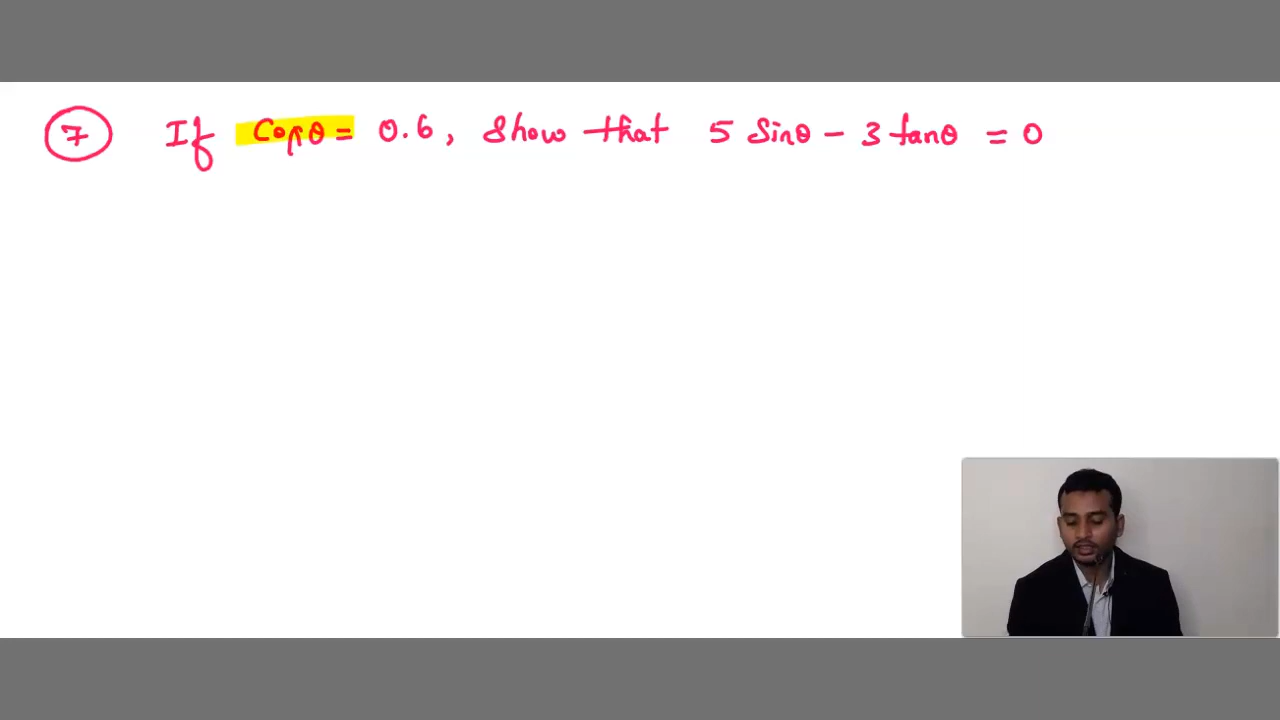 7 If Cosθ = 0.6, Show that 5 Sinθ - 3 tanθ = 0